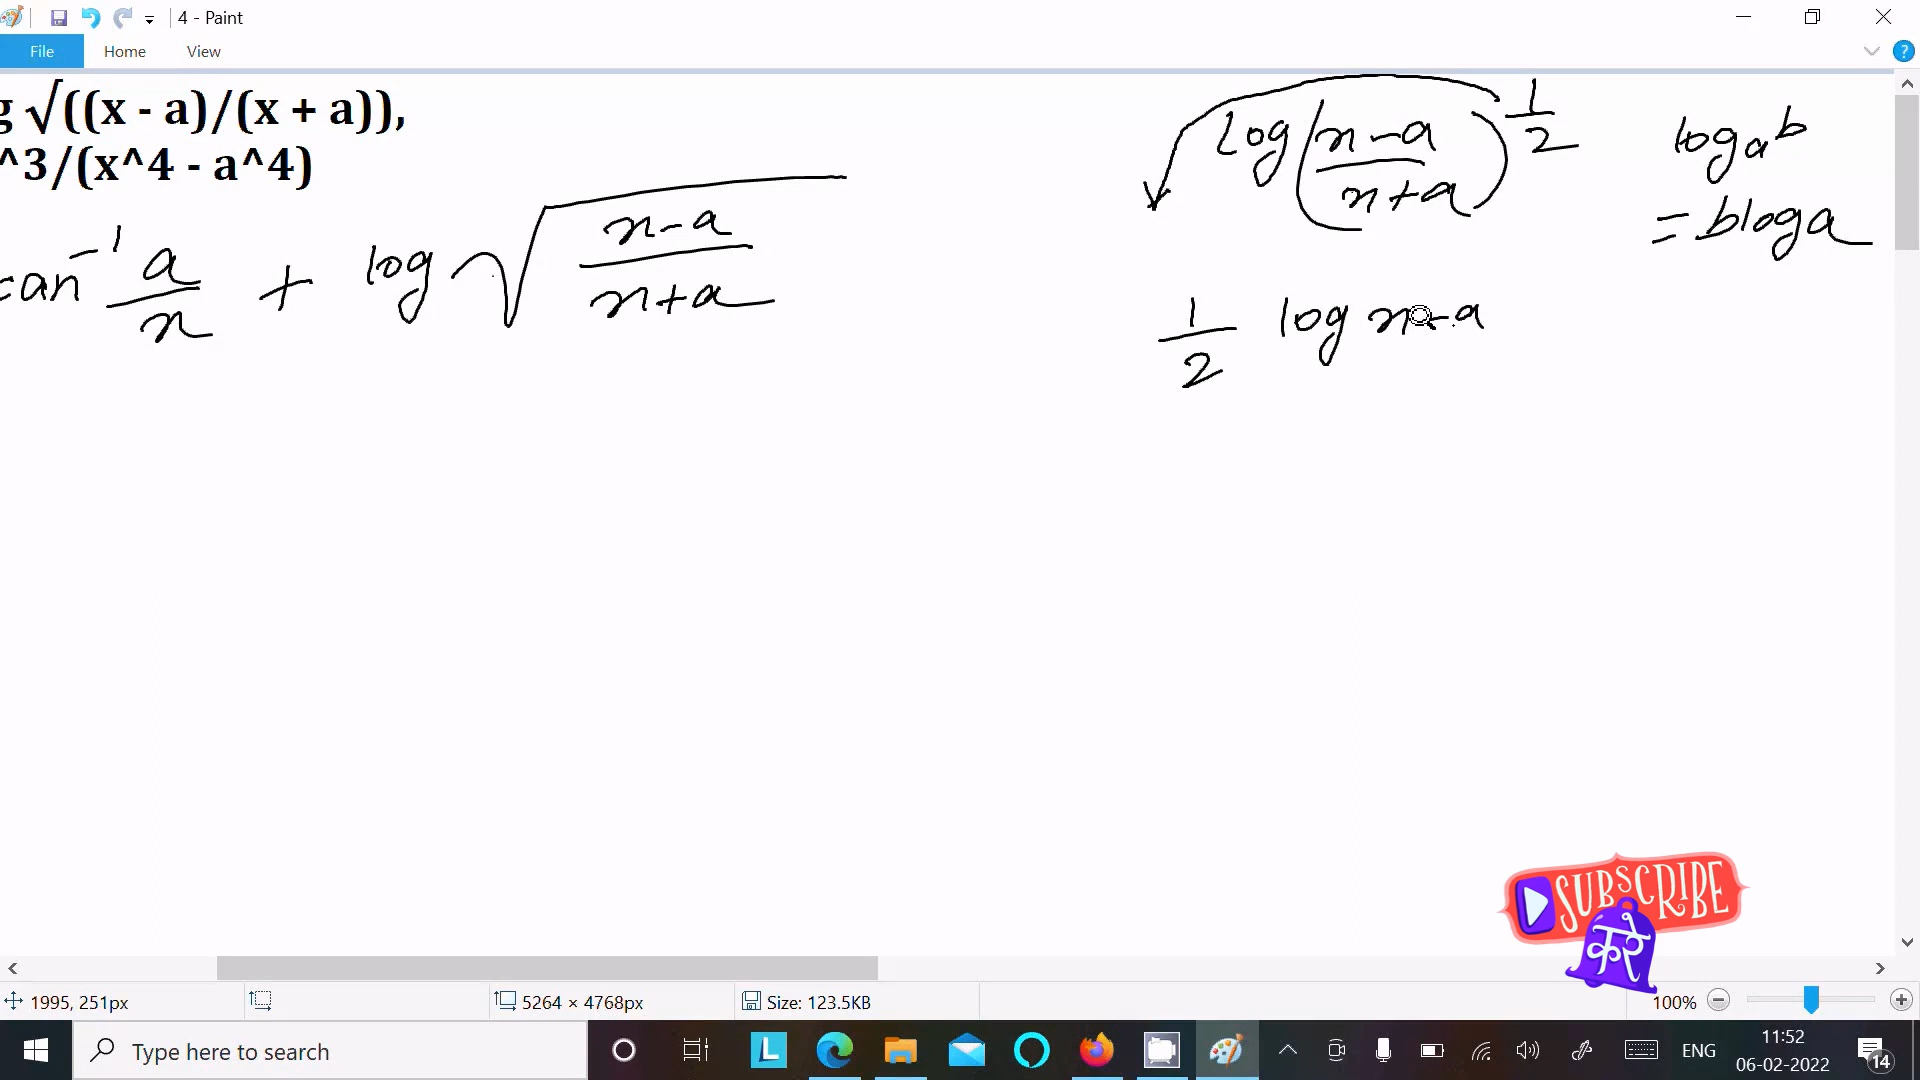 4 - Paint
File Home View
g √((x - a)/(x + a)),
^3/(x^4 - a^4)
tan⁻¹ a/x + log √((x-a)/(x+a))
log((x-a)/(x+a))^(1/2)
1/2 log x-a
log a^b
= b log a
SUBSCRIBE
करे
1995, 251px 5264 × 4768px Size: 123.5KB 100%
Type here to search
ENG
11:52
06-02-2022
14